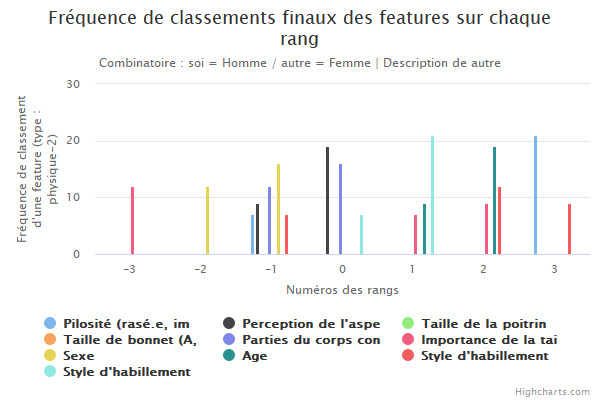 Fréquence de classements finaux des features sur chaque
rang
Combinatoire : soi = Homme / autre = Femme | Description de autre
Fréquence de classement
d'une feature (type :
physique-2)
30
20
10
0
-3 -2 -1 0 1 2 3
Numéros des rangs
Pilosité (rasé.e, im Perception de l'aspe Taille de la poitrin
Taille de bonnet (A, Parties du corps con Importance de la tai
Sexe Age Style d'habillement
Style d'habillement
Highcharts.com